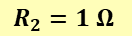 R₂ = 1 Ω